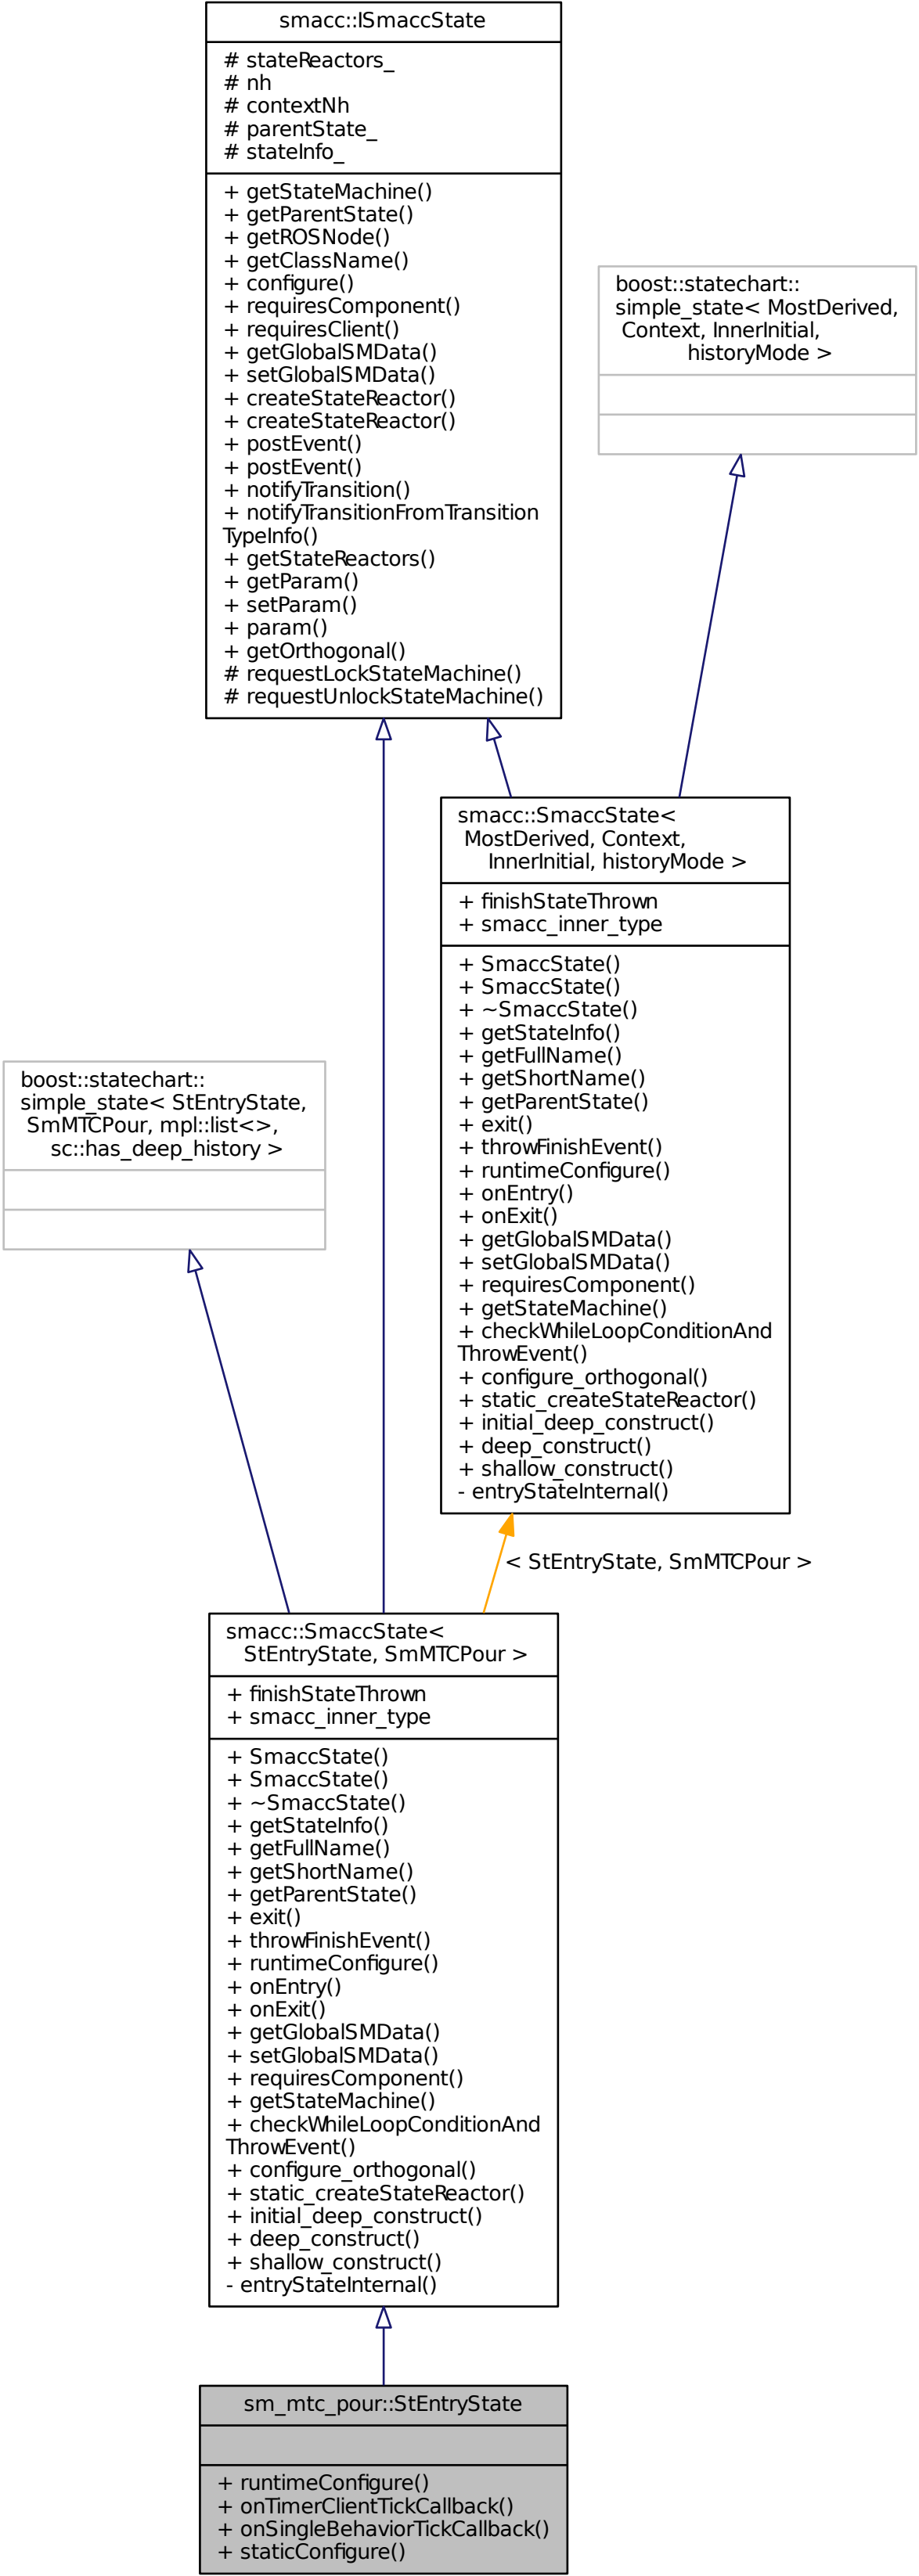 smacc::ISmaccState
# stateReactors_
# nh
# contextNh
# parentState_
# stateInfo_
+ getStateMachine()
+ getParentState()
+ getROSNode()
+ getClassName()
+ configure()
+ requiresComponent()
+ requiresClient()
+ getGlobalSMData()
+ setGlobalSMData()
+ createStateReactor()
+ createStateReactor()
+ postEvent()
+ postEvent()
+ notifyTransition()
+ notifyTransitionFromTransition
TypeInfo()
+ getStateReactors()
+ getParam()
+ setParam()
+ param()
+ getOrthogonal()
# requestLockStateMachine()
# requestUnlockStateMachine()
boost::statechart::
simple_state< MostDerived,
Context, InnerInitial,
historyMode >
smacc::SmaccState<
MostDerived, Context,
InnerInitial, historyMode >
+ finishStateThrown
+ smacc_inner_type
+ SmaccState()
+ SmaccState()
+ ~SmaccState()
+ getStateInfo()
+ getFullName()
+ getShortName()
+ getParentState()
+ exit()
+ throwFinishEvent()
+ runtimeConfigure()
+ onEntry()
+ onExit()
+ getGlobalSMData()
+ setGlobalSMData()
+ requiresComponent()
+ getStateMachine()
+ checkWhileLoopConditionAnd
ThrowEvent()
+ configure_orthogonal()
+ static_createStateReactor()
+ initial_deep_construct()
+ deep_construct()
+ shallow_construct()
- entryStateInternal()
boost::statechart::
simple_state< StEntryState,
SmMTCPour, mpl::list<>,
sc::has_deep_history >
< StEntryState, SmMTCPour >
smacc::SmaccState<
StEntryState, SmMTCPour >
+ finishStateThrown
+ smacc_inner_type
+ SmaccState()
+ SmaccState()
+ ~SmaccState()
+ getStateInfo()
+ getFullName()
+ getShortName()
+ getParentState()
+ exit()
+ throwFinishEvent()
+ runtimeConfigure()
+ onEntry()
+ onExit()
+ getGlobalSMData()
+ setGlobalSMData()
+ requiresComponent()
+ getStateMachine()
+ checkWhileLoopConditionAnd
ThrowEvent()
+ configure_orthogonal()
+ static_createStateReactor()
+ initial_deep_construct()
+ deep_construct()
+ shallow_construct()
- entryStateInternal()
sm_mtc_pour::StEntryState
+ runtimeConfigure()
+ onTimerClientTickCallback()
+ onSingleBehaviorTickCallback()
+ staticConfigure()